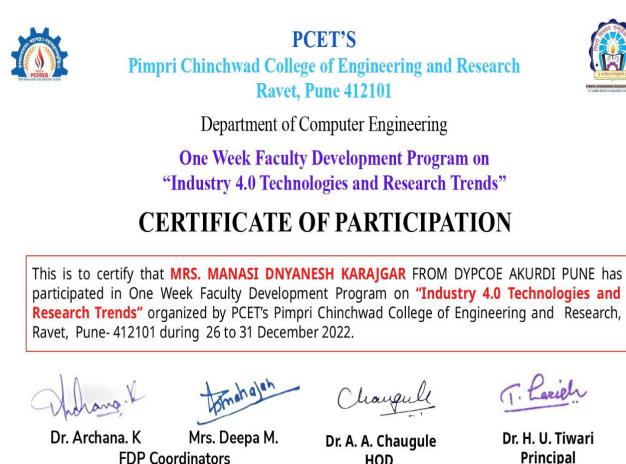 PCET'S
Pimpri Chinchwad College of Engineering and Research
Ravet, Pune 412101
Department of Computer Engineering
One Week Faculty Development Program on
“Industry 4.0 Technologies and Research Trends”
CERTIFICATE OF PARTICIPATION
This is to certify that MRS. MANASI DNYANESH KARAJGAR FROM DYPCOE AKURDI PUNE has
participated in One Week Faculty Development Program on “Industry 4.0 Technologies and
Research Trends” organized by PCET's Pimpri Chinchwad College of Engineering and Research,
Ravet, Pune- 412101 during 26 to 31 December 2022.
Archana.K
Chaugule
Dr. Archana. K Mrs. Deepa M. Dr. A. A. Chaugule Dr. H. U. Tiwari
FDP Coordinators HOD Principal
PCCOER